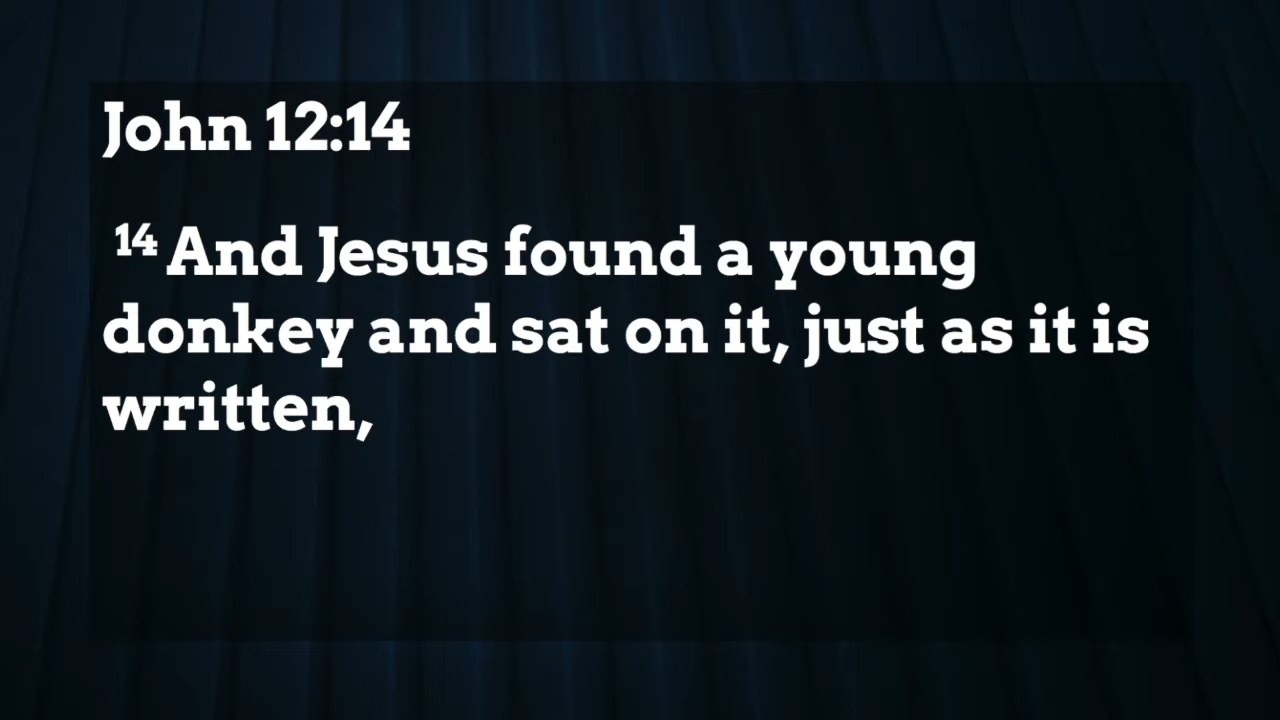 John 12:14
14 And Jesus found a young
donkey and sat on it, just as it is
written,